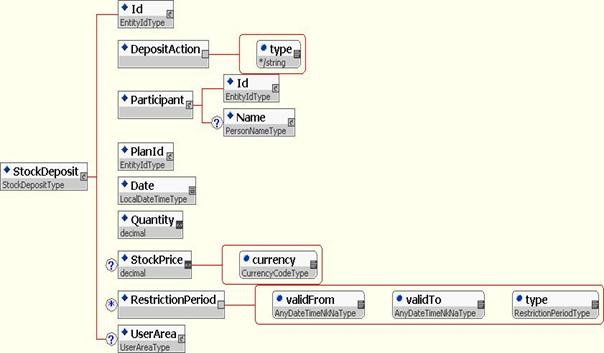 Id
EntityIdType
DepositAction
type
*/string
Participant
Id
EntityIdType
? Name
PersonNameType
PlanId
EntityIdType
StockDeposit
StockDepositType
Date
LocalDateTimeType
Quantity
decimal
? StockPrice
decimal
currency
CurrencyCodeType
* RestrictionPeriod
validFrom
AnyDateTimeNkNaType
validTo
AnyDateTimeNkNaType
type
RestrictionPeriodType
? UserArea
UserAreaType